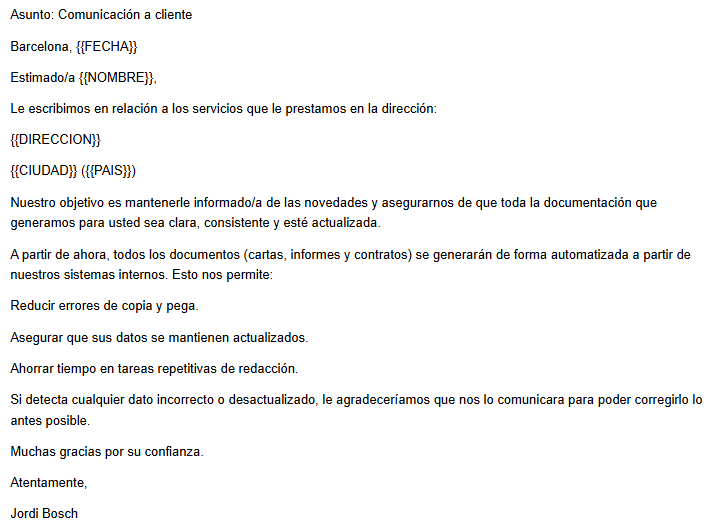 Asunto: Comunicación a cliente
Barcelona, {{FECHA}}
Estimado/a {{NOMBRE}},
Le escribimos en relación a los servicios que le prestamos en la dirección:
{{DIRECCION}}
{{CIUDAD}} ({{PAIS}})
Nuestro objetivo es mantenerle informado/a de las novedades y asegurarnos de que toda la documentación que
generamos para usted sea clara, consistente y esté actualizada.
A partir de ahora, todos los documentos (cartas, informes y contratos) se generarán de forma automatizada a partir de
nuestros sistemas internos. Esto nos permite:
Reducir errores de copia y pega.
Asegurar que sus datos se mantienen actualizados.
Ahorrar tiempo en tareas repetitivas de redacción.
Si detecta cualquier dato incorrecto o desactualizado, le agradeceríamos que nos lo comunicara para poder corregirlo lo
antes posible.
Muchas gracias por su confianza.
Atentamente,
Jordi Bosch